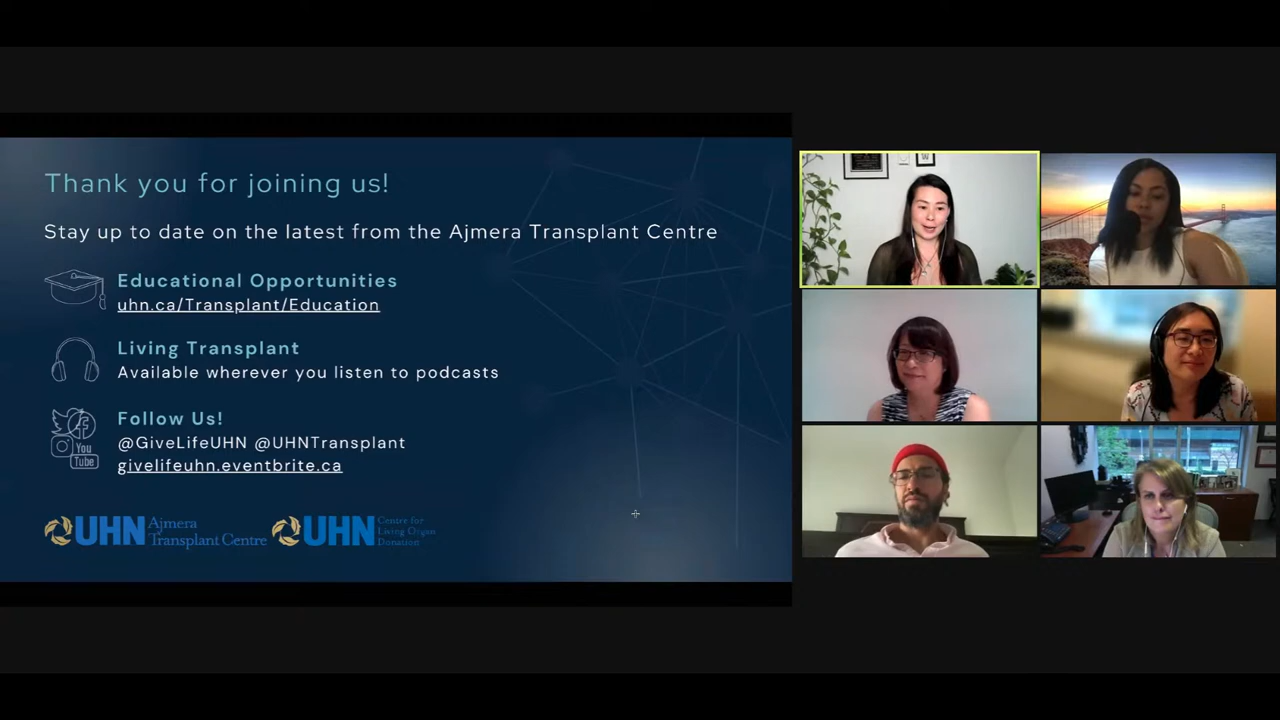 Thank you for joining us!
Stay up to date on the latest from the Ajmera Transplant Centre
Educational Opportunities
uhn.ca/Transplant/Education
Living Transplant
Available wherever you listen to podcasts
Follow Us!
@GiveLifeUHN @UHNTransplant
givelifeuhn.eventbrite.ca
You
Tube
UHN Ajmera
Transplant Centre
UHN Centre for
Living Organ
Donation